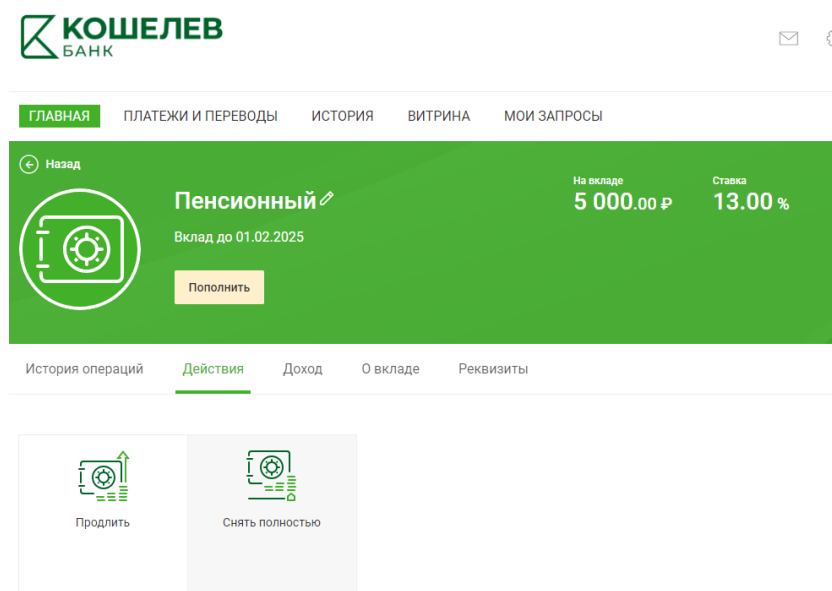 КОШЕЛЕВ
БАНК
ГЛАВНАЯ ПЛАТЕЖИ И ПЕРЕВОДЫ ИСТОРИЯ ВИТРИНА МОИ ЗАПРОСЫ
Назад
На вкладе Ставка
Пенсионный 5 000.00 ₽ 13.00 %
Вклад до 01.02.2025
Пополнить
История операций Действия Доход О вкладе Реквизиты
Продлить Снять полностью